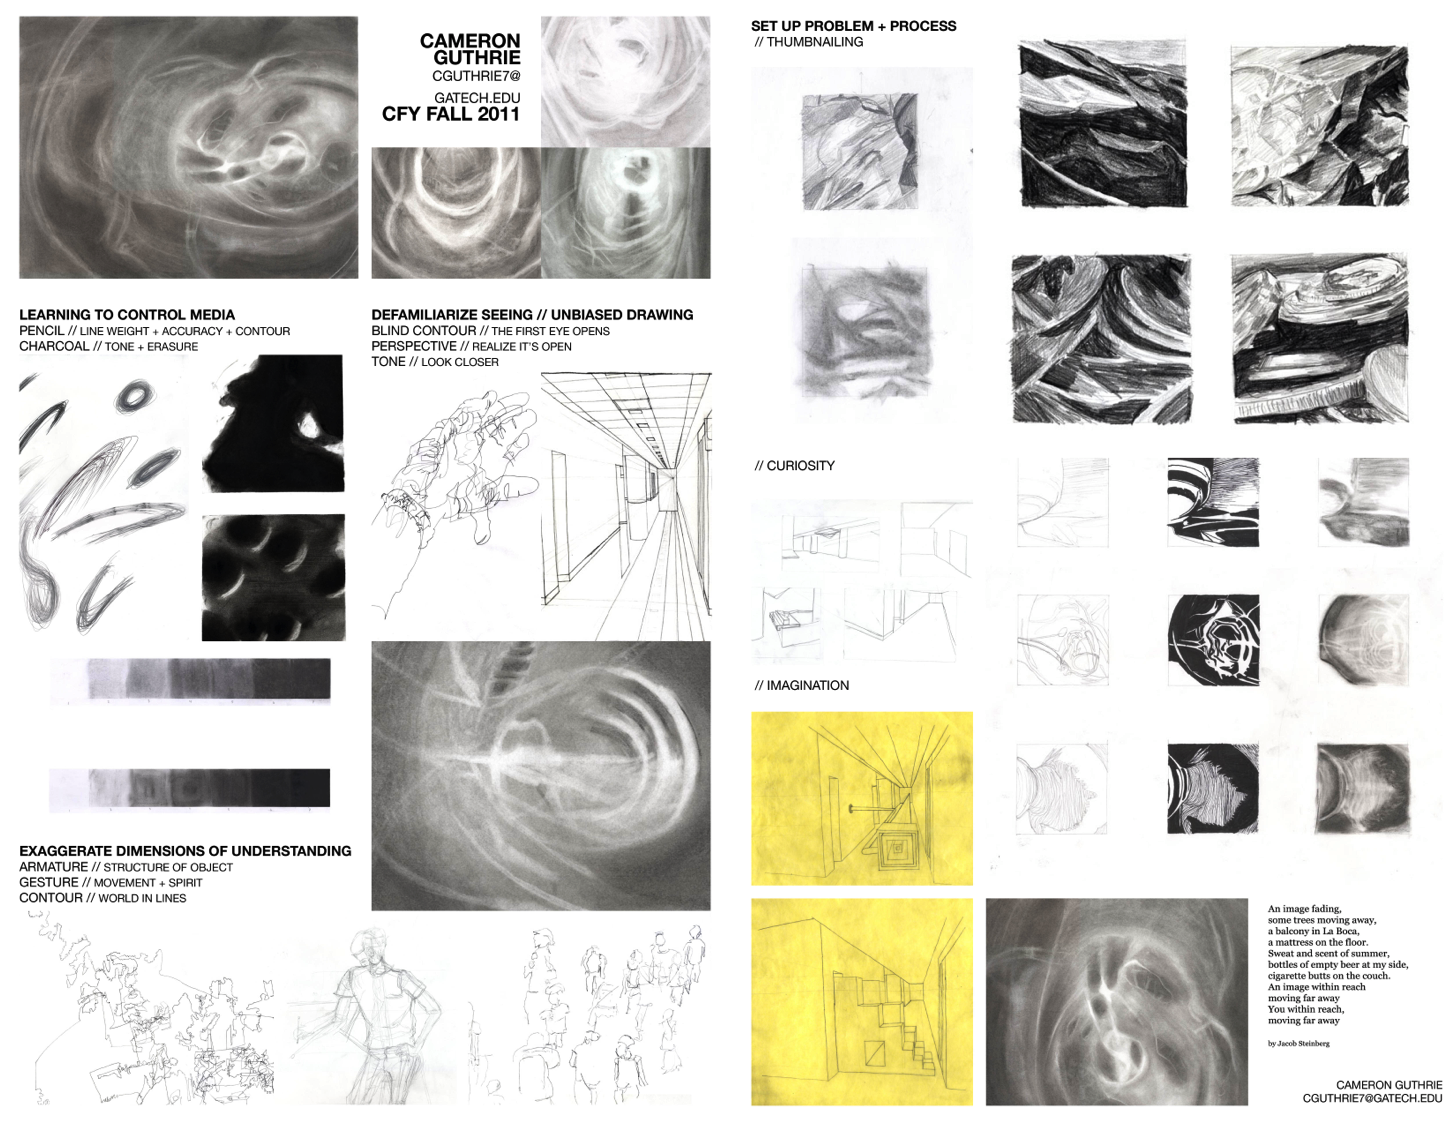 CAMERON
GUTHRIE
CGUTHRIE7@
GATECH.EDU
CFY FALL 2011
LEARNING TO CONTROL MEDIA
PENCIL // LINE WEIGHT + ACCURACY + CONTOUR
CHARCOAL // TONE + ERASURE
DEFAMILIARIZE SEEING // UNBIASED DRAWING
BLIND CONTOUR // THE FIRST EYE OPENS
PERSPECTIVE // REALIZE IT'S OPEN
TONE // LOOK CLOSER
EXAGGERATE DIMENSIONS OF UNDERSTANDING
ARMATURE // STRUCTURE OF OBJECT
GESTURE // MOVEMENT + SPIRIT
CONTOUR // WORLD IN LINES
SET UP PROBLEM + PROCESS
// THUMBNAILING
// CURIOSITY
// IMAGINATION
An image fading,
some trees moving away,
a balcony in La Boca,
a mattress on the floor.
Sweat and scent of summer,
bottles of empty beer at my side,
cigarette butts on the couch.
An image within reach
moving far away
You within reach,
moving far away
by Jacob Steinberg
CAMERON GUTHRIE
CGUTHRIE7@GATECH.EDU